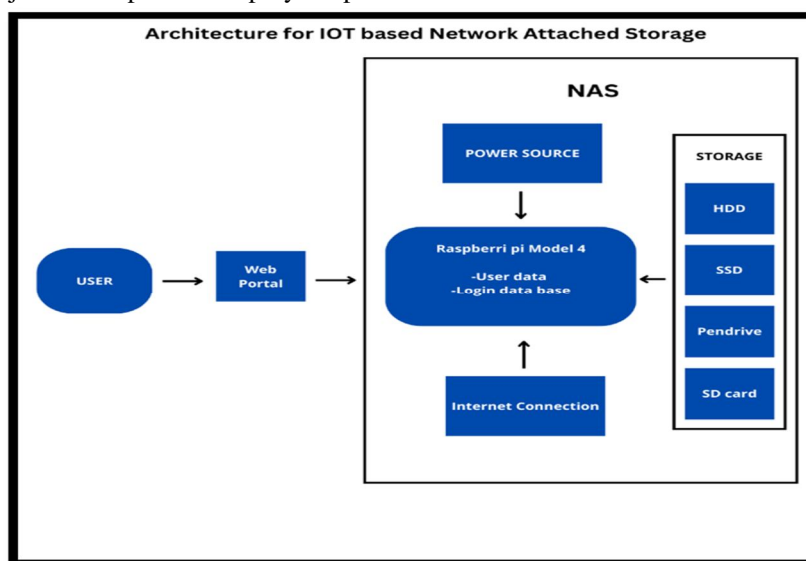 Architecture for IOT based Network Attached Storage
NAS
POWER SOURCE
STORAGE
HDD
Raspberri pi Model 4
-User data
-Login data base
USER
Web
Portal
SSD
Pendrive
Internet Connection
SD card